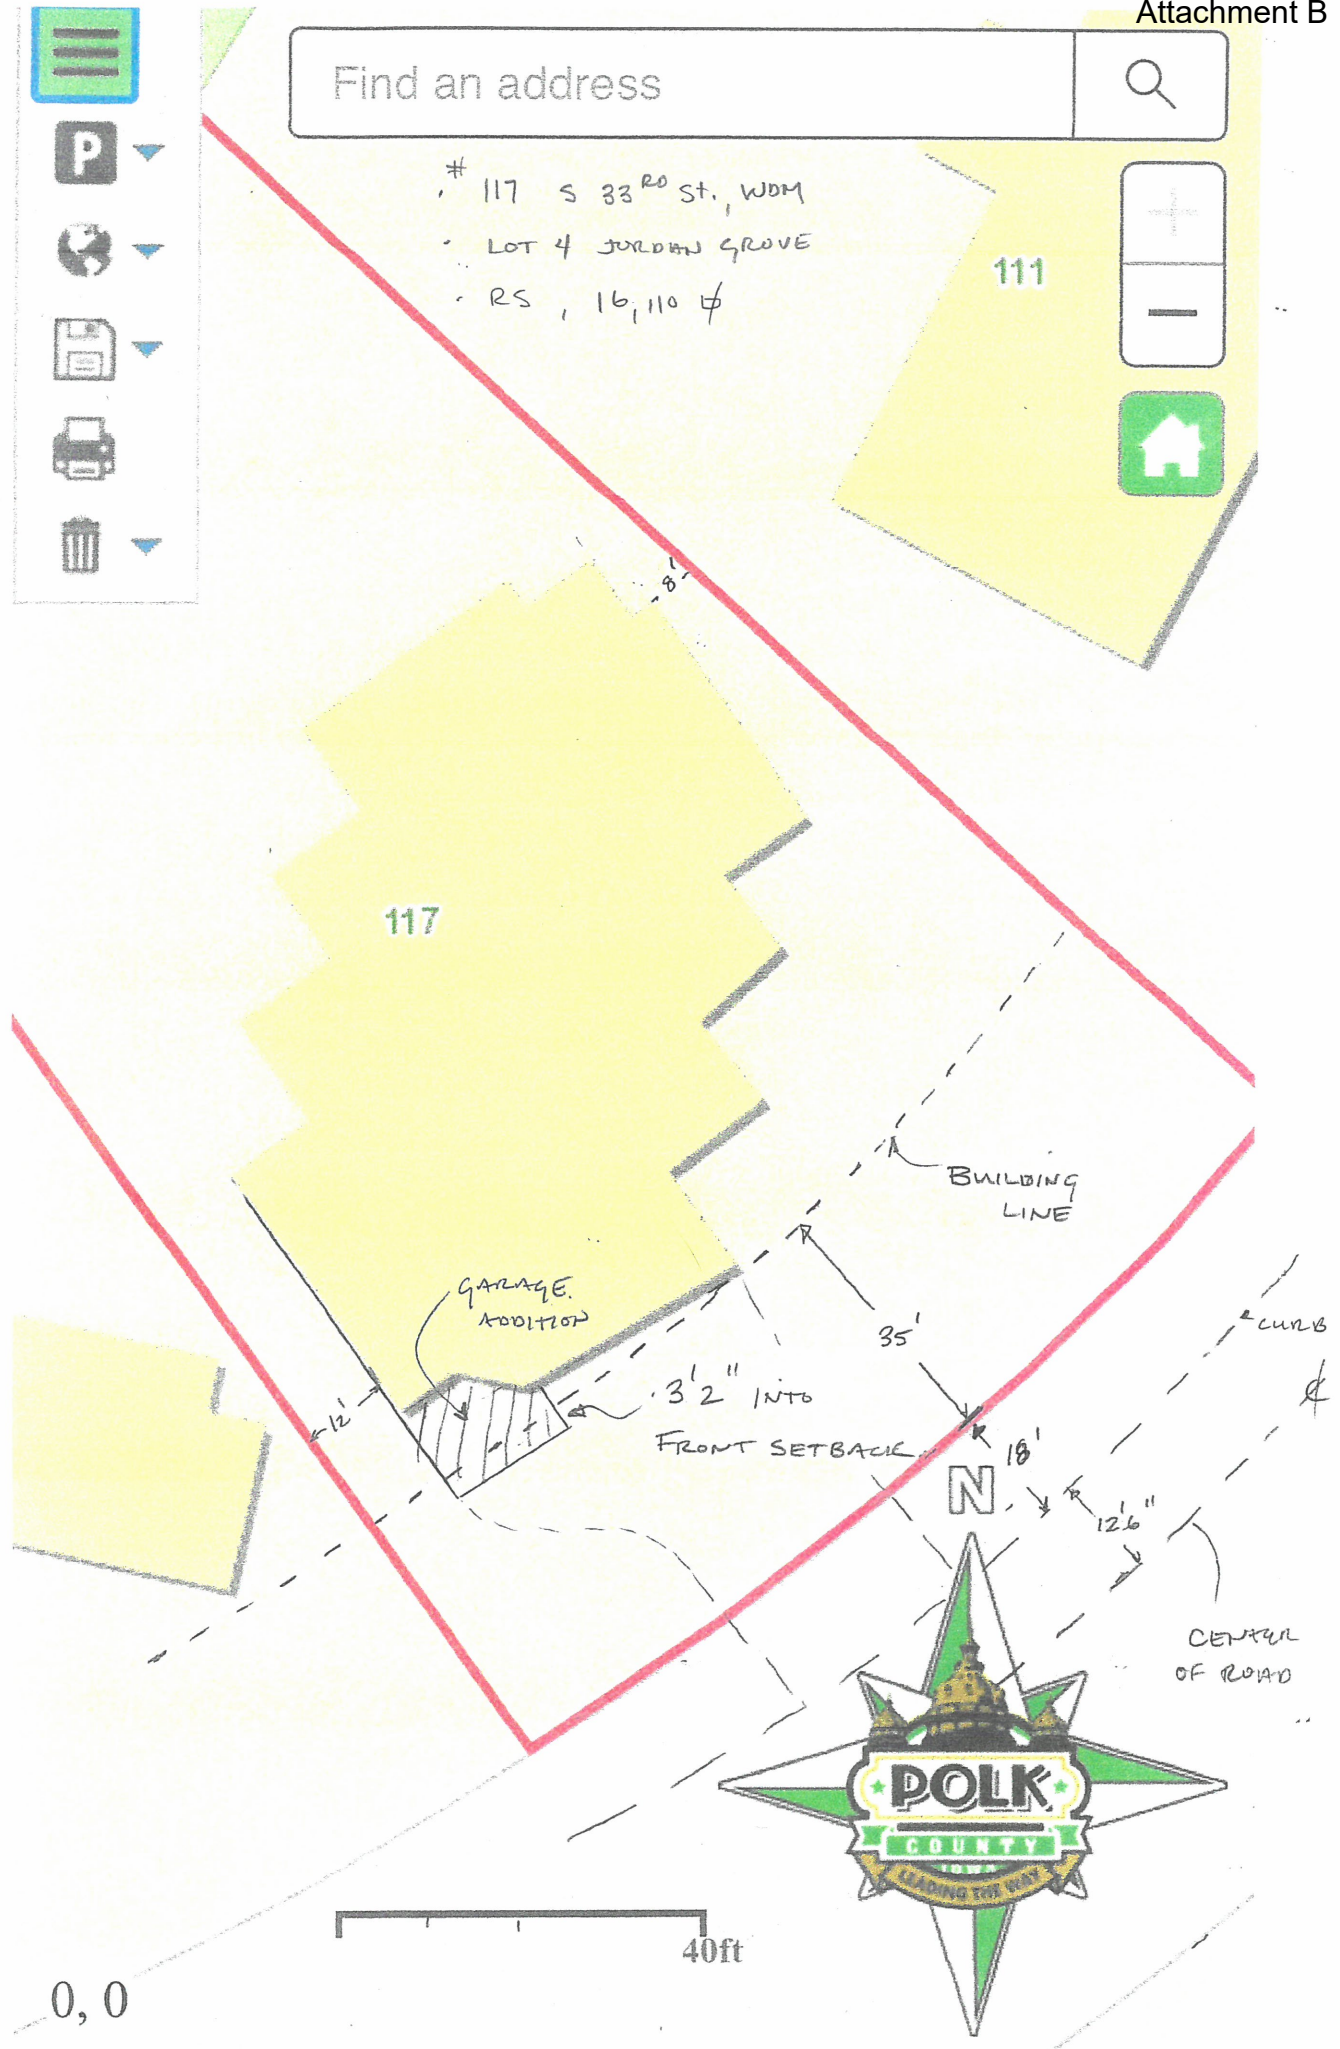 Attachment B
Find an address
P
# 117 S 33RD St., WDM
LOT 4 JORDAN GROVE
RS , 16,110
111
8'
117
BUILDING
LINE
GARAGE
ADDITION
35'
CURB
12'
3'2" INTO
FRONT SETBACK
18'
N
12'6"
CENTER
OF ROAD
POLK
COUNTY
IOWA
LEADING THE WAY
40ft
0, 0